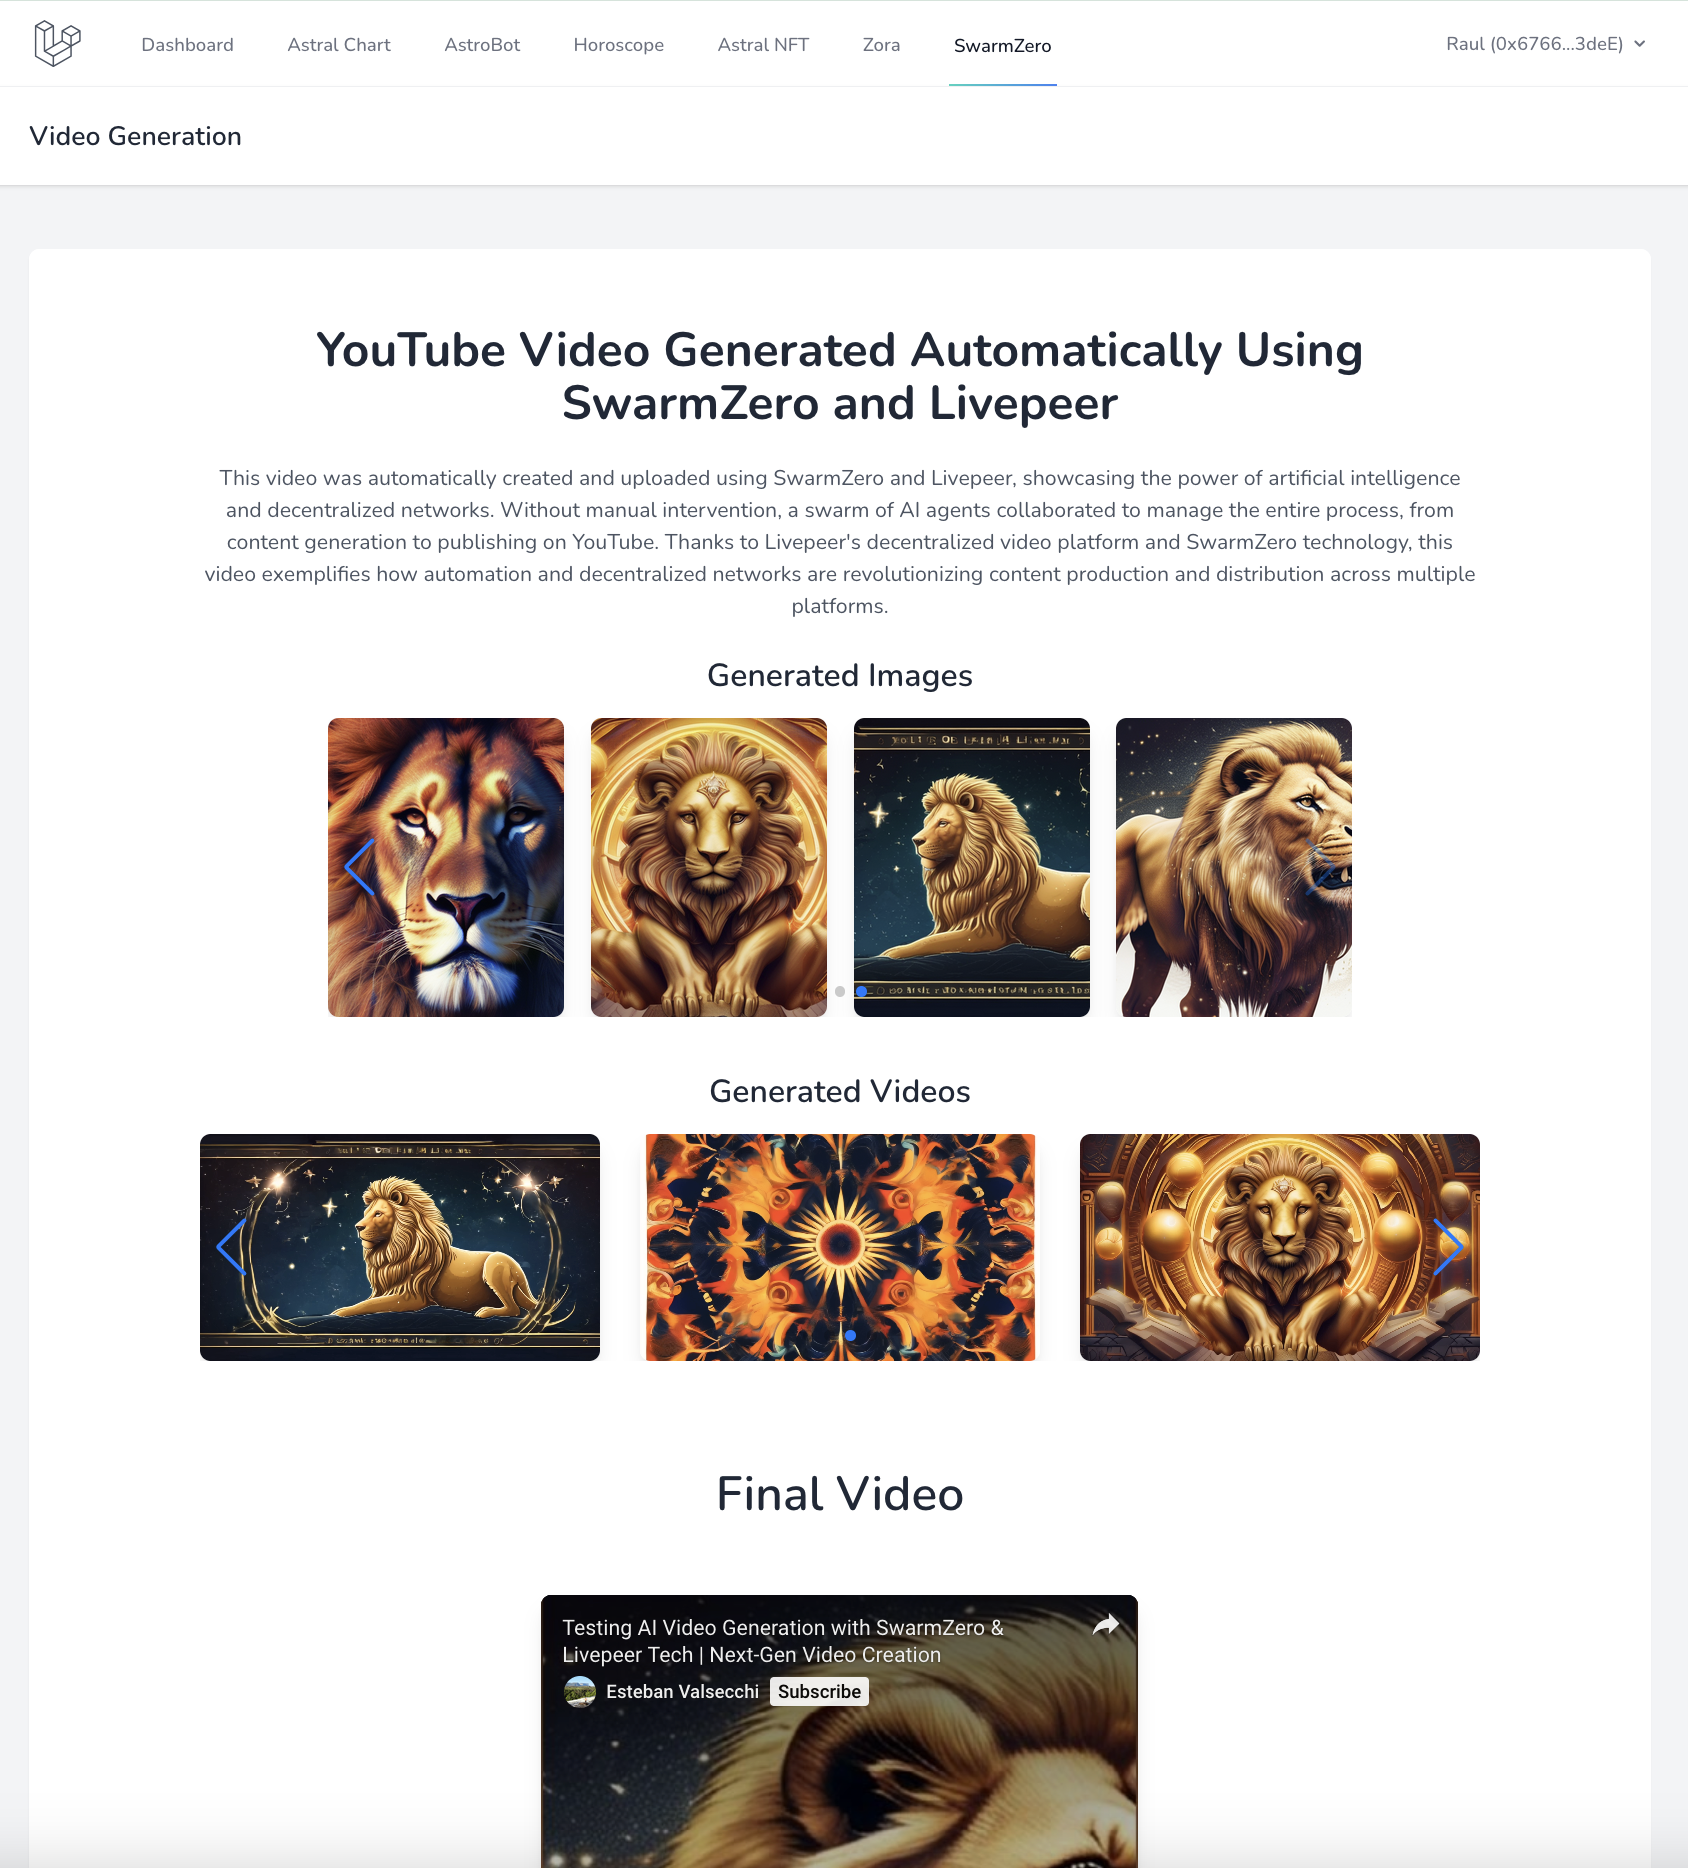 Dashboard
Astral Chart
AstroBot
Horoscope
Astral NFT
Zora
SwarmZero
Raul (0x6766...3deE)
Video Generation
YouTube Video Generated Automatically Using
SwarmZero and Livepeer
This video was automatically created and uploaded using SwarmZero and Livepeer, showcasing the power of artificial intelligence
and decentralized networks. Without manual intervention, a swarm of AI agents collaborated to manage the entire process, from
content generation to publishing on YouTube. Thanks to Livepeer's decentralized video platform and SwarmZero technology, this
video exemplifies how automation and decentralized networks are revolutionizing content production and distribution across multiple
platforms.
Generated Images
Generated Videos
Final Video
Testing AI Video Generation with SwarmZero &
Livepeer Tech | Next-Gen Video Creation
Esteban Valsecchi
Subscribe